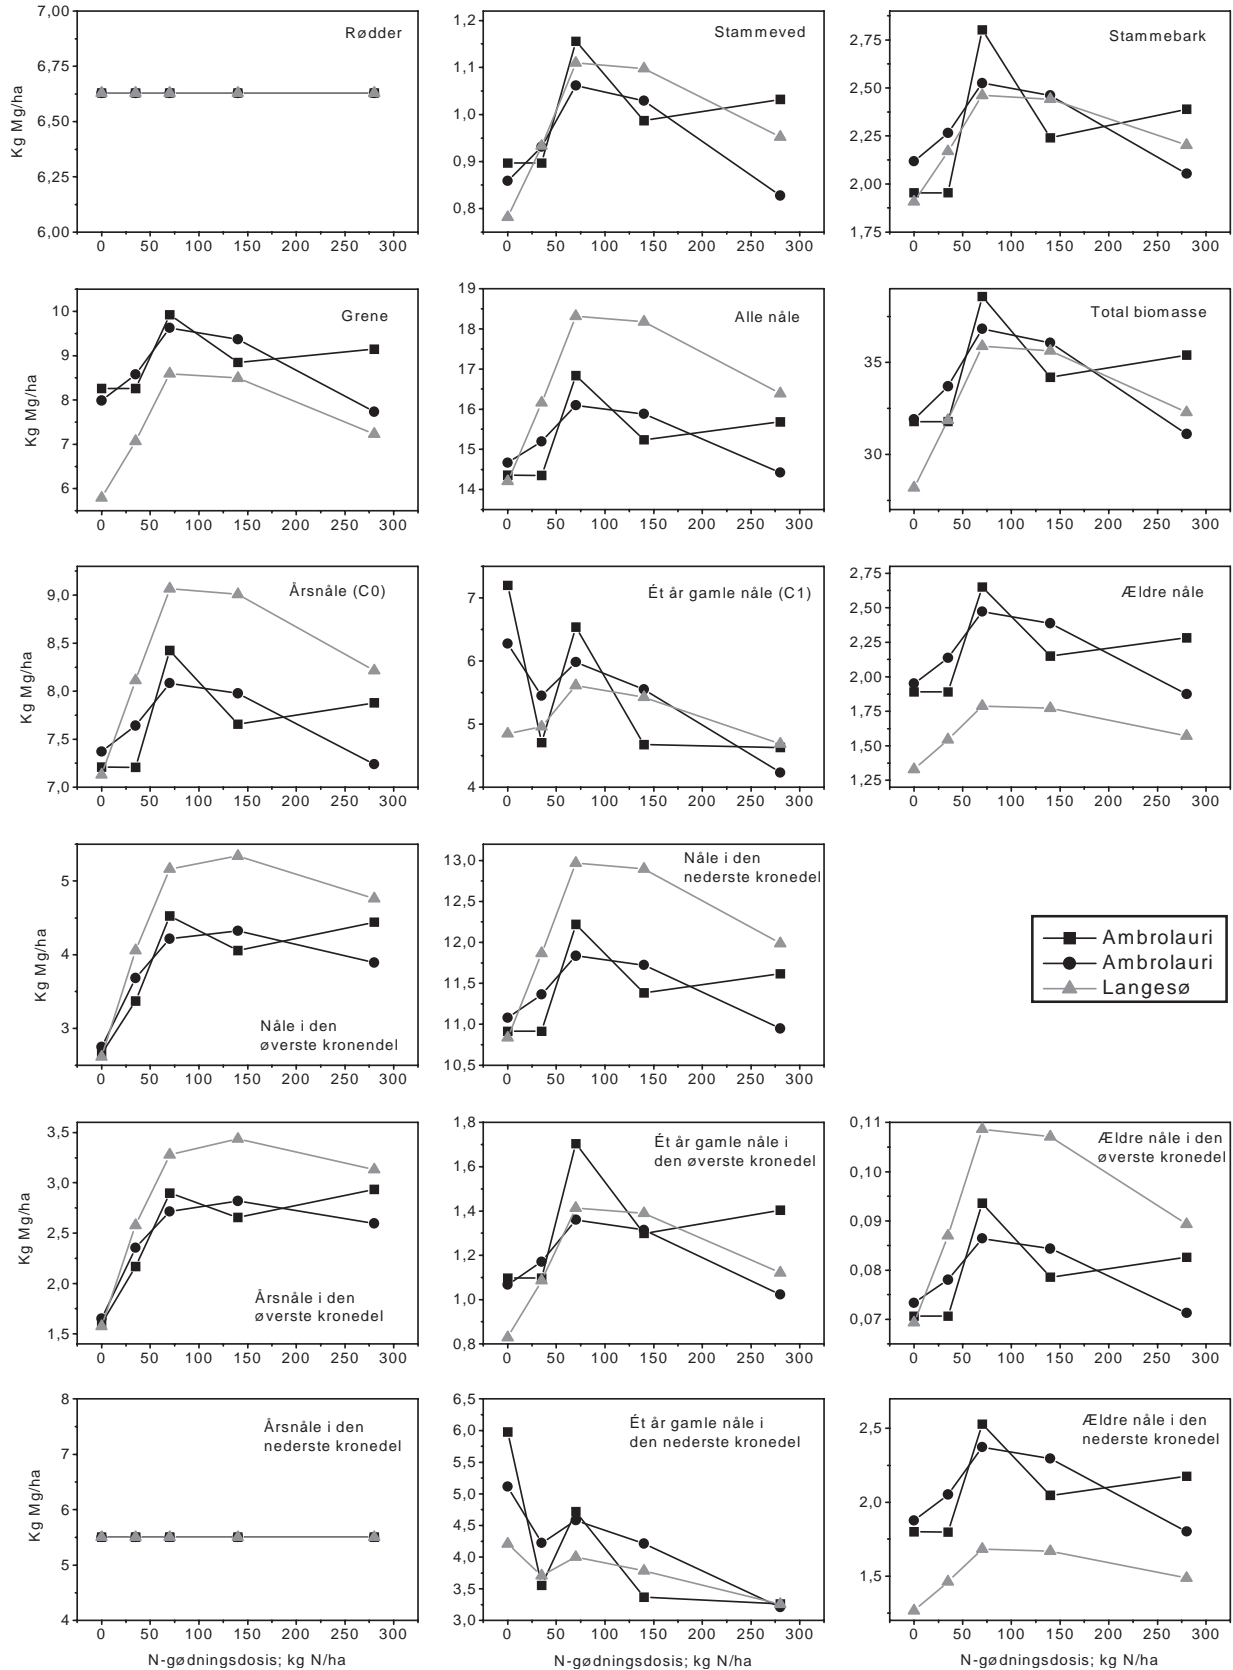 7,00
6,75
6,50
6,25
6,00
Kg Mg/ha
Rødder
0 50 100 150 200 250 300
1,2
1,1
1,0
0,9
0,8
Stammeved
0 50 100 150 200 250 300
2,75
2,50
2,25
2,00
1,75
Stammebark
0 50 100 150 200 250 300
10
9
8
7
6
Kg Mg/ha
Grene
0 50 100 150 200 250 300
19
18
17
16
15
14
Alle nåle
0 50 100 150 200 250 300
35
30
Total biomasse
0 50 100 150 200 250 300
9,0
8,5
8,0
7,5
7,0
Kg Mg/ha
Årsnåle (C0)
0 50 100 150 200 250 300
7
6
5
4
Ét år gamle nåle (C1)
0 50 100 150 200 250 300
2,75
2,50
2,25
2,00
1,75
1,50
1,25
Ældre nåle
0 50 100 150 200 250 300
5
4
3
Kg Mg/ha
Nåle i den
øverste kronendel
0 50 100 150 200 250 300
13,0
12,5
12,0
11,5
11,0
10,5
Nåle i den
nederste kronedel
0 50 100 150 200 250 300
Ambrolauri
Ambrolauri
Langesø
3,5
3,0
2,5
2,0
1,5
Kg Mg/ha
Årsnåle i den
øverste kronedel
0 50 100 150 200 250 300
1,8
1,6
1,4
1,2
1,0
0,8
Ét år gamle nåle i
den øverste kronedel
0 50 100 150 200 250 300
0,11
0,10
0,09
0,08
0,07
Ældre nåle i den
øverste kronedel
0 50 100 150 200 250 300
8
7
6
5
4
Kg Mg/ha
Årsnåle i den
nederste kronedel
0 50 100 150 200 250 300
N-gødningsdosis; kg N/ha
6,5
6,0
5,5
5,0
4,5
4,0
3,5
3,0
Ét år gamle nåle i
den nederste kronedel
0 50 100 150 200 250 300
N-gødningsdosis; kg N/ha
2,5
2,0
1,5
Ældre nåle i den
nederste kronedel
0 50 100 150 200 250 300
N-gødningsdosis; kg N/ha